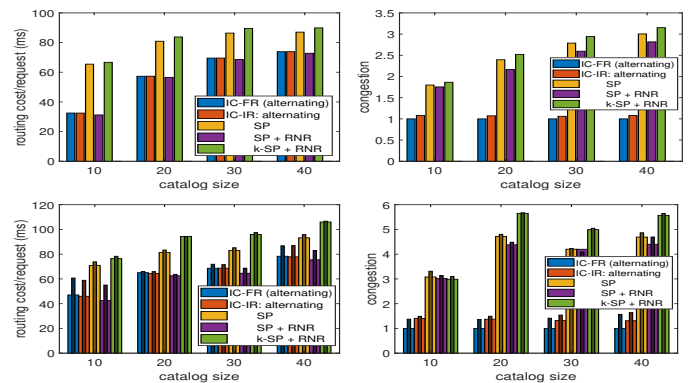 100
80
60
40
20
0
routing cost/request (ms)
10 20 30 40
catalog size
IC-FR (alternating)
IC-IR: alternating
SP
SP + RNR
k-SP + RNR
3.5
3
2.5
2
1.5
1
0.5
0
congestion
10 20 30 40
catalog size
IC-FR (alternating)
IC-IR: alternating
SP
SP + RNR
k-SP + RNR
120
100
80
60
40
20
0
routing cost/request (ms)
10 20 30 40
catalog size
IC-FR (alternating)
IC-IR: alternating
SP
SP + RNR
k-SP + RNR
6
5
4
3
2
1
0
congestion
10 20 30 40
catalog size
IC-FR (alternating)
IC-IR: alternating
SP
SP + RNR
k-SP + RNR